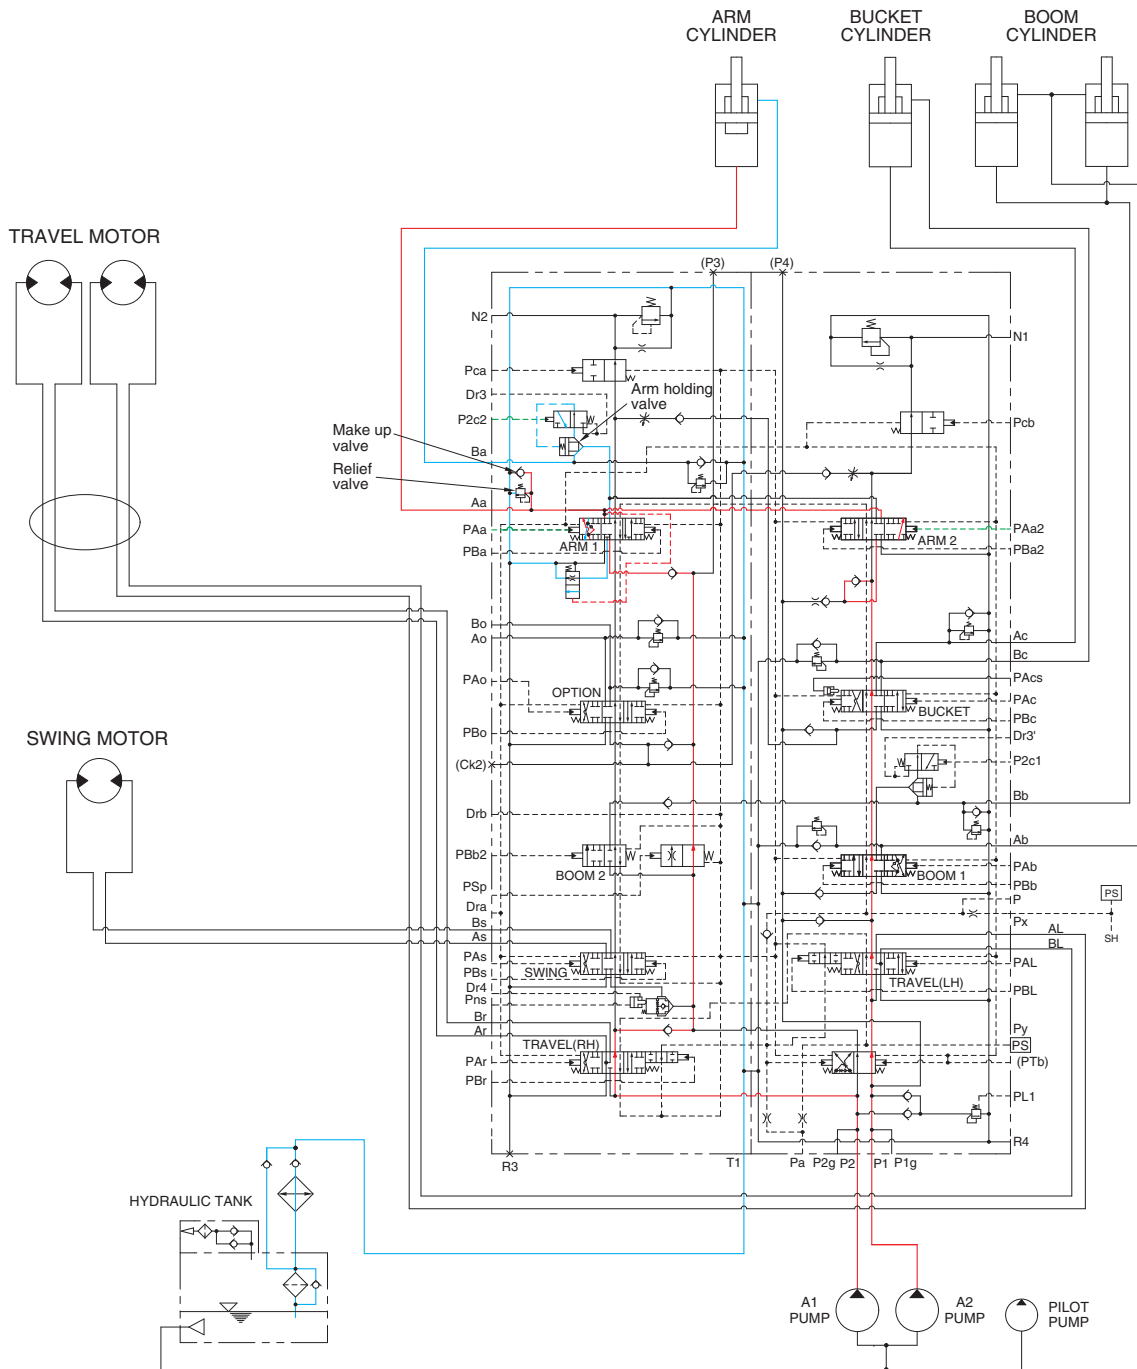 ARM
CYLINDER
BUCKET
CYLINDER
BOOM
CYLINDER
TRAVEL MOTOR
(P3)
(P4)
N2
N1
Pca
Dr3
Arm holding
valve
P2c2
Pcb
Make up
valve
Ba
Relief
valve
Aa
PAa
ARM 1
ARM 2
PAa2
PBa
PBa2
Bo
Ao
Ac
Bc
PAo
OPTION
PAcs
PAc
BUCKET
PBo
PBc
Dr3'
SWING MOTOR
(Ck2)
P2c1
Bb
Drb
Ab
PBb2
BOOM 2
BOOM 1
PAb
PSp
PBb
Dra
P
PS
Bs
Px
AL
SH
As
BL
PAs
SWING
PAL
PBs
TRAVEL(LH)
Dr4
PBL
Pns
Br
Ar
Py
TRAVEL(RH)
PS
PAr
(PTb)
PBr
PL1
R4
R3
T1
Pa
P2g
P2
P1
P1g
HYDRAULIC TANK
A1
PUMP
A2
PUMP
PILOT
PUMP